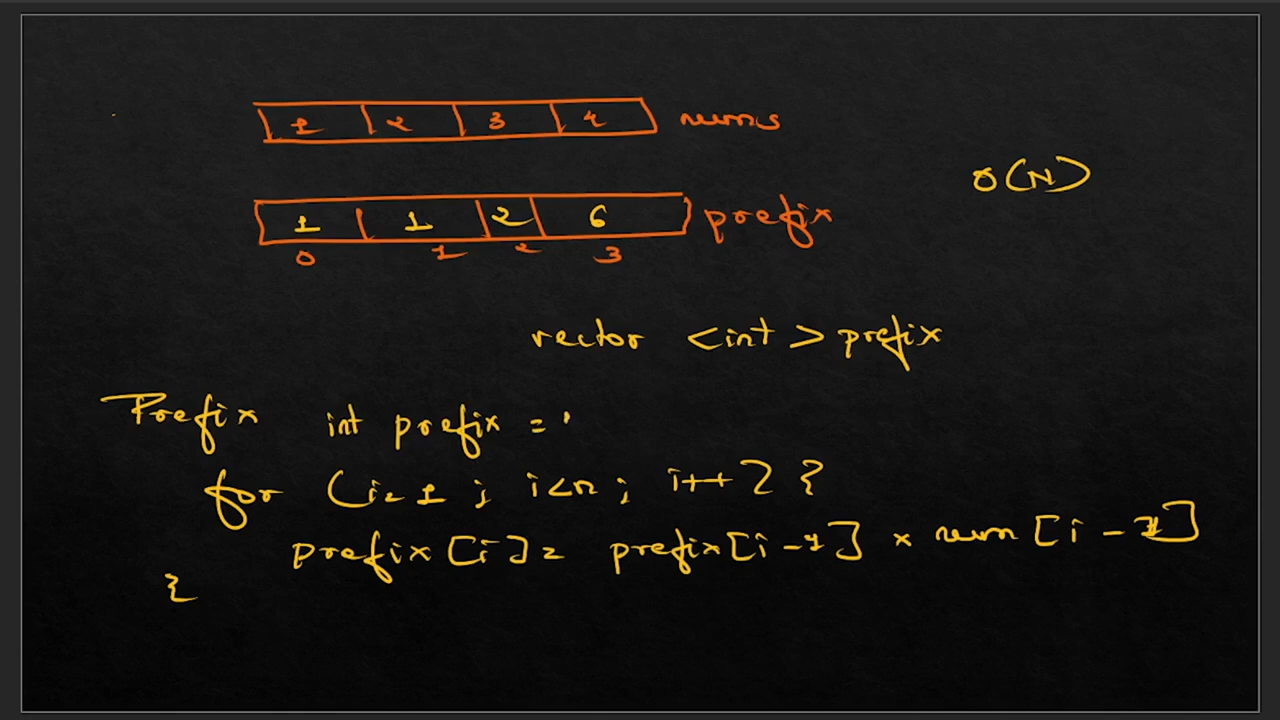 1 2 3 4 nums
O(N)
1 1 2 6 prefix
0 1 2 3
vector <int> prefix
Prefix int prefix = '
for (i=1; i<n; i++) {
prefix[i] = prefix[i-1] × num[i-1]
}